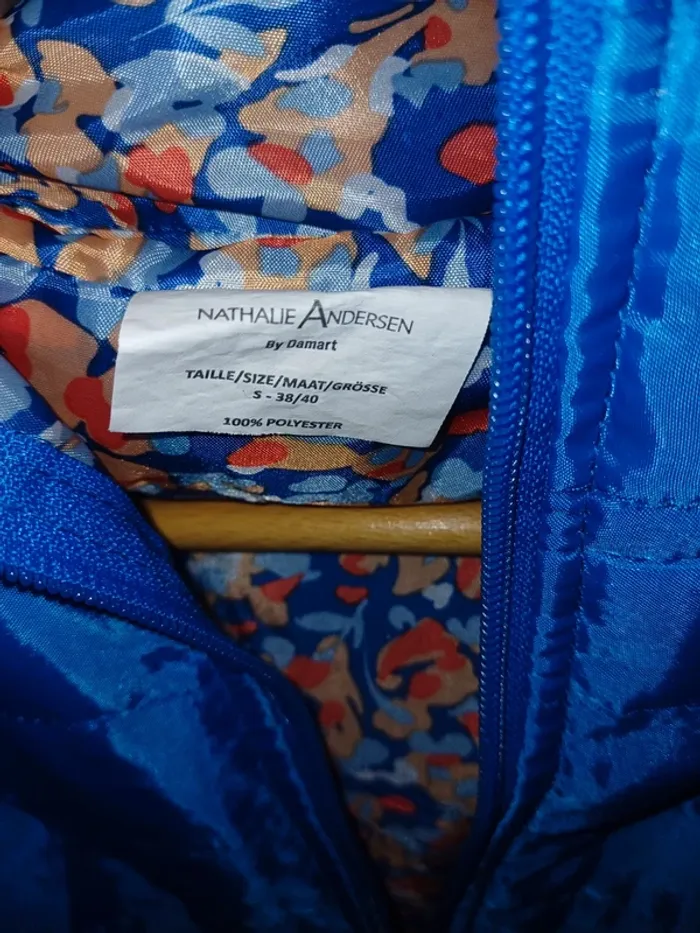 NATHALIE ANDERSEN
By Damart
TAILLE/SIZE/MAAT/GRÖSSE
S - 38/40
100% POLYESTER